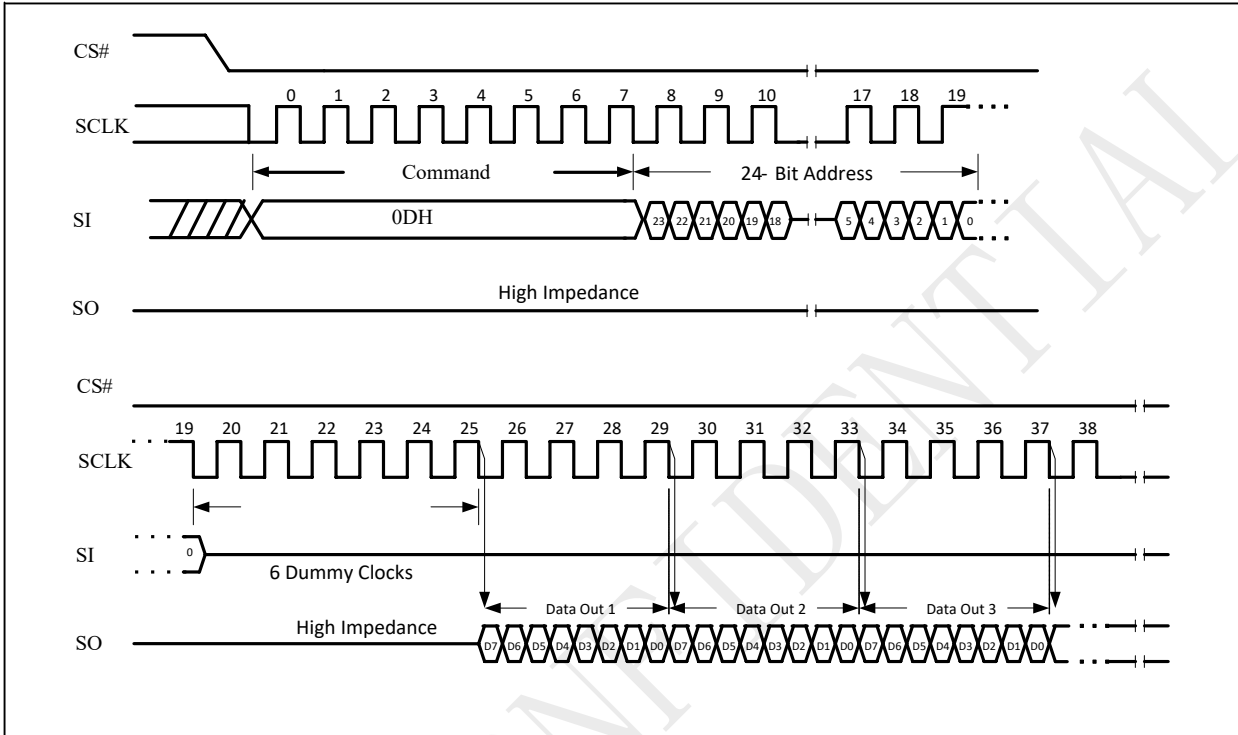 CS#
0 1 2 3 4 5 6 7 8 9 10 17 18 19
SCLK
Command 24- Bit Address
SI 0DH 23 22 21 20 19 18 5 4 3 2 1 0
High Impedance
SO
CS#
19 20 21 22 23 24 25 26 27 28 29 30 31 32 33 34 35 36 37 38
SCLK
SI 0
6 Dummy Clocks
Data Out 1 Data Out 2 Data Out 3
High Impedance
SO D7 D6 D5 D4 D3 D2 D1 D0 D7 D6 D5 D4 D3 D2 D1 D0 D7 D6 D5 D4 D3 D2 D1 D0